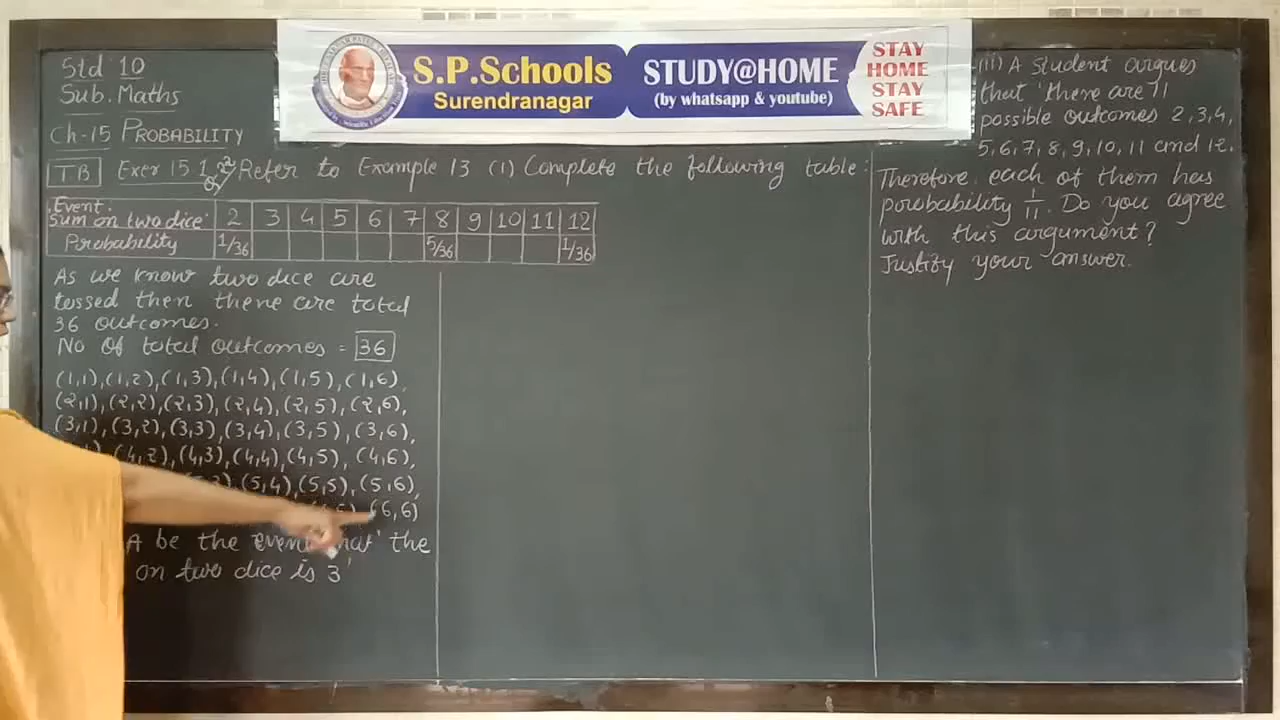 Std 10
Sub. Maths
Ch-15 PROBABILITY
S.P.Schools
Surendranagar
STUDY@HOME
(by whatsapp & youtube)
STAY
HOME
STAY
SAFE
TB Exer 15.1 Refer to Example 13 (i) Complete the following table:
Event:
Sum on two dice 2 3 4 5 6 7 8 9 10 11 12
Probability 1/36 5/36 1/36
As we know two dice are
tossed then there are total
36 outcomes.
No of total outcomes = 36
(1,1), (1,2), (1,3), (1,4), (1,5), (1,6),
(2,1), (2,2), (2,3), (2,4), (2,5), (2,6),
(3,1), (3,2), (3,3), (3,4), (3,5), (3,6),
(4,2), (4,3), (4,4), (4,5), (4,6),
(5,4), (5,5), (5,6),
(6,6)
A be the event that 'the
on two dice is 3'
(ii) A student argues
that 'there are 11
possible outcomes 2,3,4,
5,6,7,8,9,10,11 and 12.
Therefore, each of them has
porobability 1/11. Do you agree
with this argument?
Justify your answer.